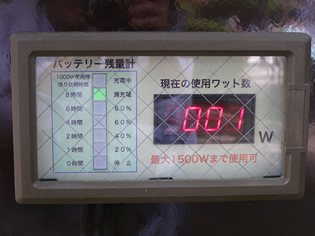 バッテリー残量計
1000W使用時
残り使用時間
充電中
8時間 満充電
6時間 80%
4時間 60%
2時間 40%
1時間 20%
0時間 停止
現在の使用ワット数
001 W
最大1500Wまで使用可